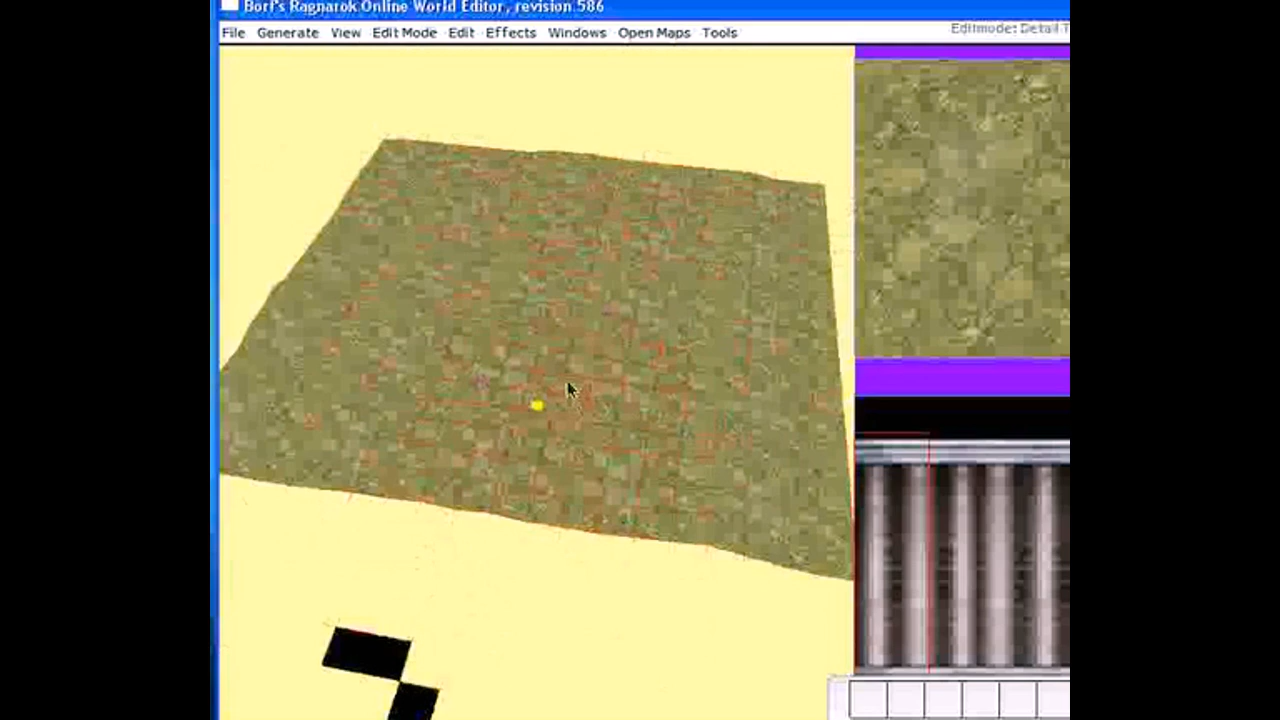 Borf's Ragnarok Online World Editor, revision 586
File Generate View Edit Mode Edit Effects Windows Open Maps Tools
Editmode: Detail T